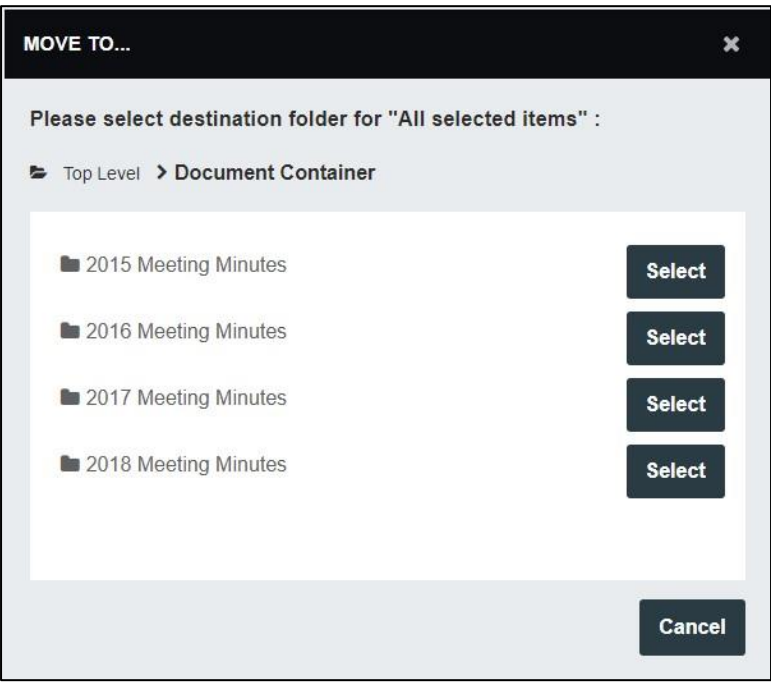 MOVE TO...
Please select destination folder for "All selected items" :
Top Level > Document Container
2015 Meeting Minutes Select
2016 Meeting Minutes Select
2017 Meeting Minutes Select
2018 Meeting Minutes Select
Cancel